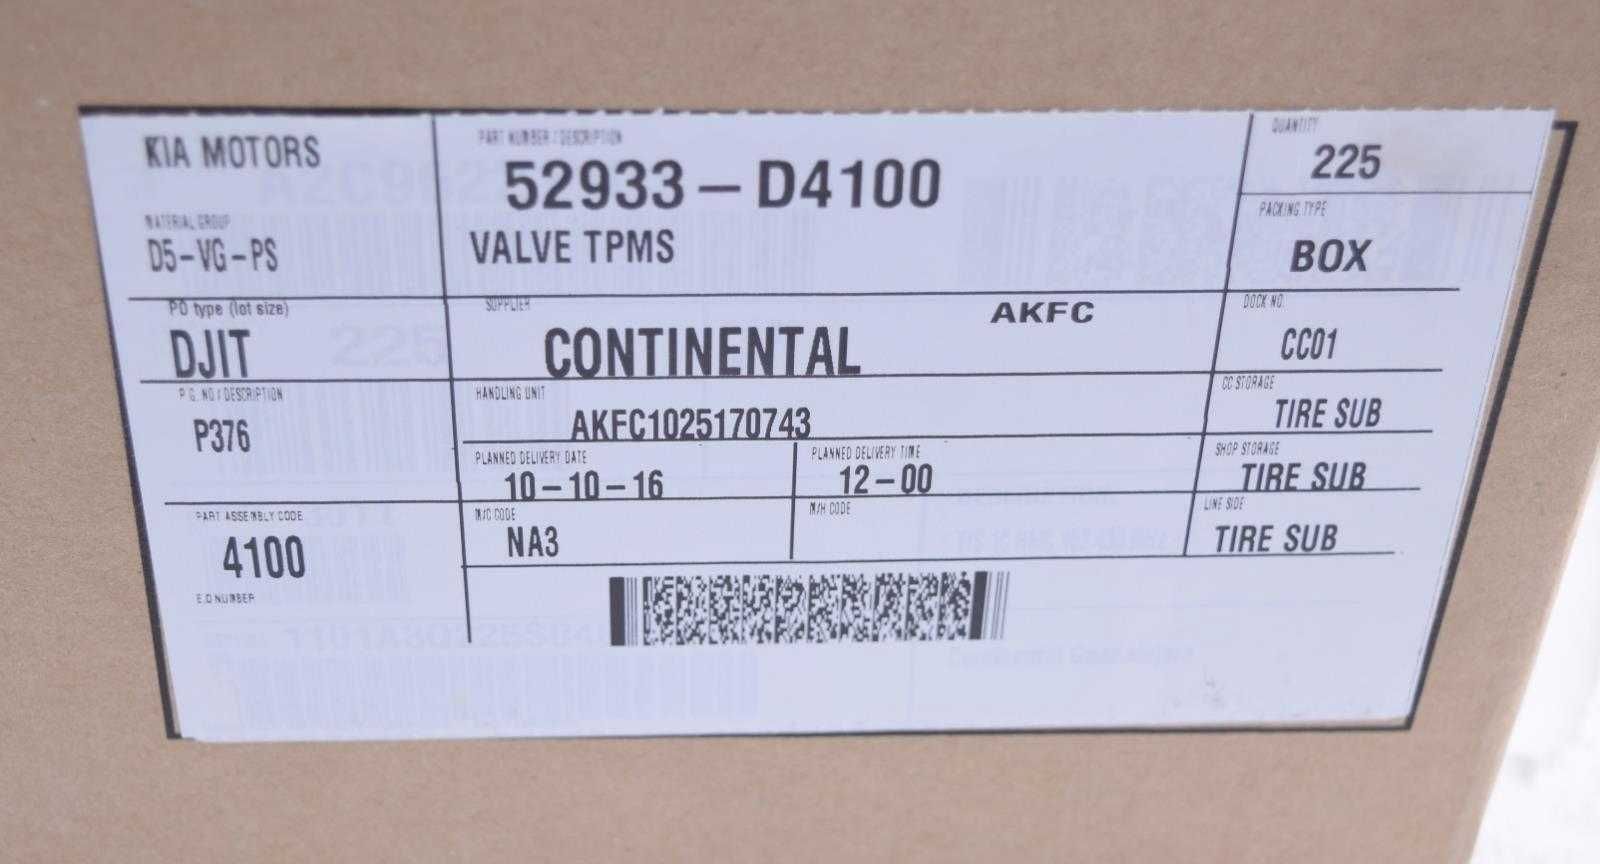 KIA MOTORS
PART NUMBER / DESCRIPTION
52933-D4100
VALVE TPMS
QUANTITY
225
MATERIAL GROUP
D5-VG-PS
PACKING TYPE
BOX
PO type (lot size)
DJIT
SUPPLIER
AKFC
CONTINENTAL
DOCK NO.
CC01
P.G. NO / DESCRIPTION
P376
HANDLING UNIT
AKFC1025170743
CC STORAGE
TIRE SUB
PLANNED DELIVERY DATE
10-10-16
PLANNED DELIVERY TIME
12-00
SHOP STORAGE
TIRE SUB
PART ASSEMBLY CODE
4100
M/C CODE
NA3
M/H CODE
LINE SIDE
TIRE SUB
E.O NUMBER
225